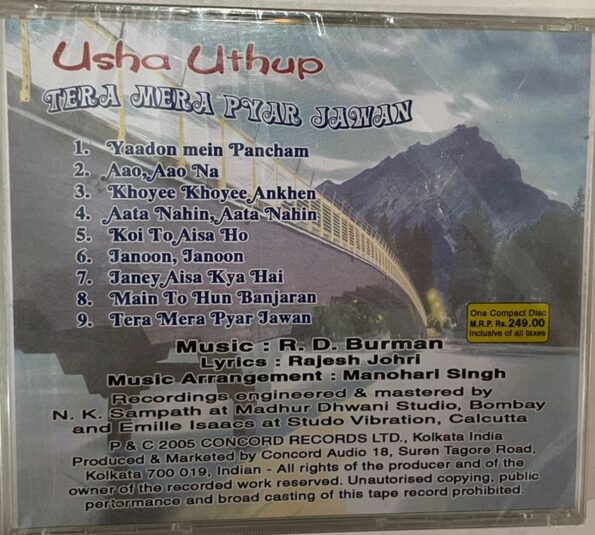 Usha Uthup
TERA MERA PYAR JAWAN
1. Yaadon mein Pancham
2. Aao, Aao Na
3. Khoyee Khoyee Ankhen
4. Aata Nahin, Aata Nahin
5. Koi To Aisa Ho
6. Janoon, Janoon
7. Janey Aisa Kya Hai
8. Main To Hun Banjaran
9. Tera Mera Pyar Jawan
One Compact Disc
M.R.P. Rs. 249.00
Inclusive of all taxes
Music : R. D. Burman
Lyrics : Rajesh Johri
Music Arrangement : Manohari Singh
Recordings engineered & mastered by
N. K. Sampath at Madhur Dhwani Studio, Bombay
and Emille Isaacs at Studo Vibration, Calcutta
P & C 2005 CONCORD RECORDS LTD., Kolkata India
Produced & Marketed by Concord Audio 18, Suren Tagore Road,
Kolkata 700 019, Indian - All rights of the producer and of the
owner of the recorded work reserved. Unautorised copying, public
pertormance and broad casting of this tape record prohibited.